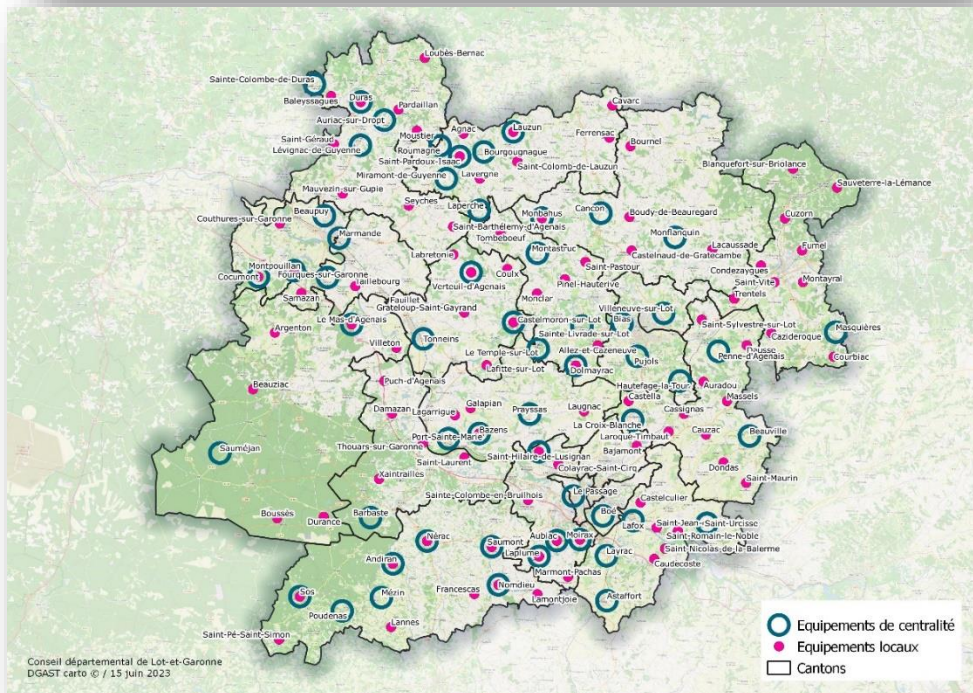 Loubès-Bernac
Sainte-Colombe-de-Duras
Baleyssagues
Duras
Pardaillan
Auriac-sur-Dropt
Cavarc
Saint-Géraud
Lévignac-de-Guyenne
Moustier
Agnac
Lauzun
Ferrensac
Roumagne
Bourgougnague
Bournel
Saint-Pardoux-Isaac
Saint-Colomb-de-Lauzun
Miramont-de-Guyenne
Lavergne
Blanquefort-sur-Briolance
Sauveterre-la-Lémance
Mauvezin-sur-Gupie
Seyches
Laperche
Monbahus
Cancon
Boudy-de-Beauregard
Cuzorn
Beaupuy
Couthures-sur-Garonne
Saint-Barthélemy-d'Agenais
Tombeboeuf
Marmande
Monflanquin
Labretonie
Montastruc
Castelnaud-de-Gratecambe
Lacaussade
Fumel
Montpouillan
Fourques-sur-Garonne
Coulx
Saint-Pastour
Condezaygues
Cocumont
Taillebourg
Verteuil-d'Agenais
Pinel-Hauterive
Saint-Vite
Montayral
Samazan
Fauillet
Monclar
Trentels
Grateloup-Saint-Gayrand
Villeneuve-sur-Lot
Le Mas-d'Agenais
Castelmoron-sur-Lot
Bias
Saint-Sylvestre-sur-Lot
Argenton
Sainte-Livrade-sur-Lot
Cazideroque
Masquières
Tonneins
Villeton
Le Temple-sur-Lot
Allez-et-Cazeneuve
Dausse
Penne-d'Agenais
Courbiac
Lafitte-sur-Lot
Dolmayrac
Pujols
Beauziac
Puch-d'Agenais
Hautefage-la-Tour
Auradou
Castella
Massels
Damazan
Lagarrigue
Galapian
Prayssas
Laugnac
Cassignas
La Croix-Blanche
Bazens
Laroque-Timbaut
Cauzac
Beauville
Port-Sainte-Marie
Thouars-sur-Garonne
Saint-Hilaire-de-Lusignan
Bajamont
Sauméjan
Saint-Laurent
Colayrac-Saint-Cirq
Dondas
Xaintrailles
Saint-Maurin
Sainte-Colombe-en-Bruilhois
Le Passage
Castelculier
Boussès
Durance
Barbaste
Boé
Lafox
Saint-Jean
Saint-Urcisse
Saint-Romain-le-Noble
Nérac
Saumont
Aubiac
Moirax
Saint-Nicolas-de-la-Balerme
Andiran
Laplume
Layrac
Caudecoste
Marmont-Pachas
Sos
Mézin
Francescas
Nomdieu
Lamontjoie
Astaffort
Poudenas
Lannes
Saint-Pé-Saint-Simon
Equipements de centralité
Equipements locaux
Cantons
Conseil départemental de Lot-et-Garonne
DGAST carto © / 15 juin 2023